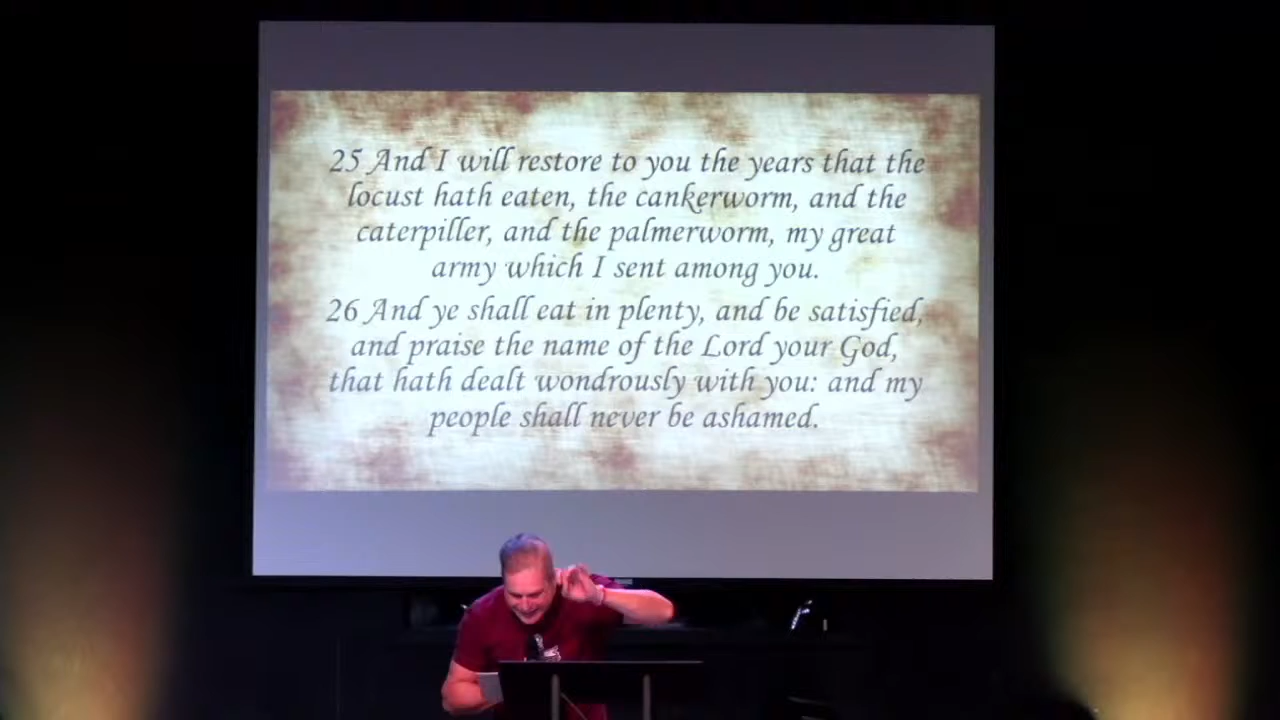 25 And I will restore to you the years that the
locust hath eaten, the cankerworm, and the
caterpiller, and the palmerworm, my great
army which I sent among you.
26 And ye shall eat in plenty, and be satisfied,
and praise the name of the Lord your God,
that hath dealt wondrously with you: and my
people shall never be ashamed.